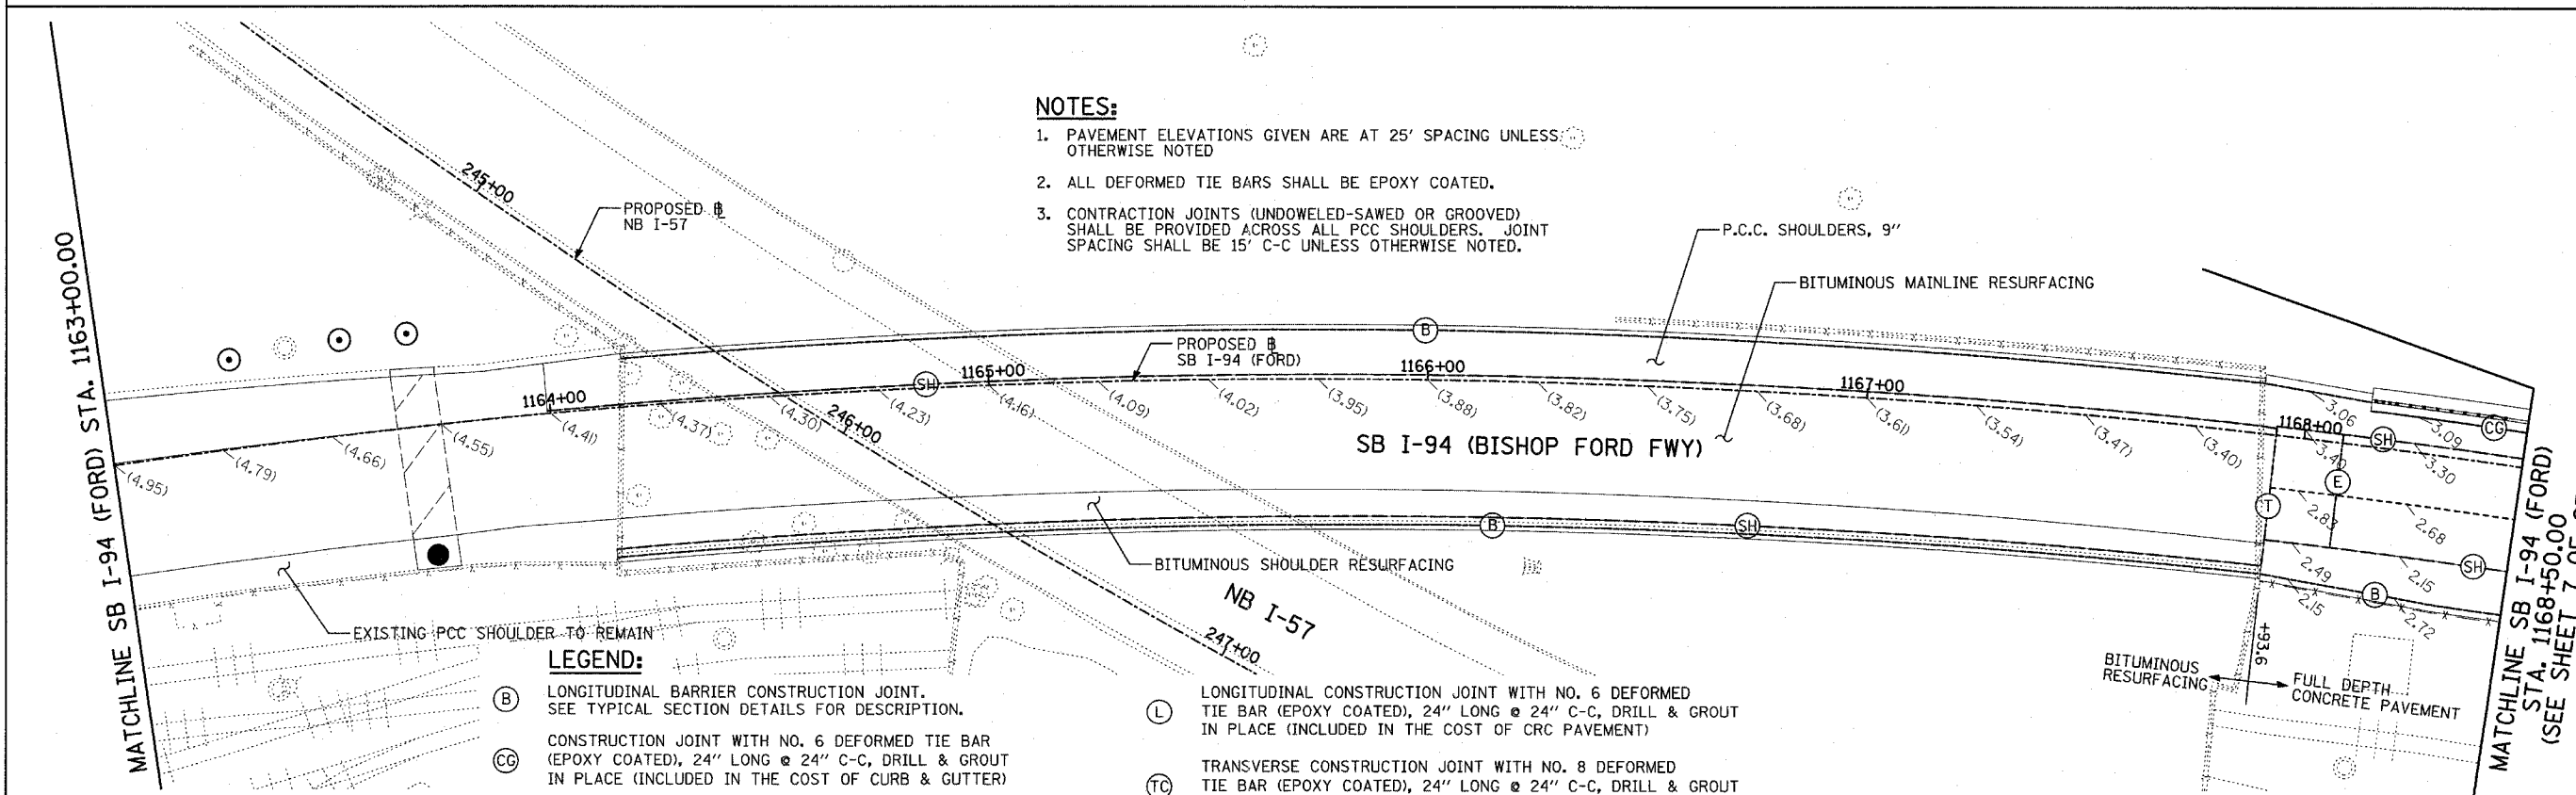 NOTES:
1. PAVEMENT ELEVATIONS GIVEN ARE AT 25' SPACING UNLESS
OTHERWISE NOTED
2. ALL DEFORMED TIE BARS SHALL BE EPOXY COATED.
3. CONTRACTION JOINTS (UNDOWELED-SAWED OR GROOVED)
SHALL BE PROVIDED ACROSS ALL PCC SHOULDERS. JOINT
SPACING SHALL BE 15' C-C UNLESS OTHERWISE NOTED.
245+00
PROPOSED ⅊
NB I-57
P.C.C. SHOULDERS, 9"
BITUMINOUS MAINLINE RESURFACING
MATCHLINE SB I-94 (FORD) STA. 1163+00.00
B
PROPOSED ⅊
SB I-94 (FORD)
1164+00
SH
1165+00
1166+00
1167+00
1168+00
246+00
(4.95)
(4.79)
(4.66)
(4.55)
(4.41)
(4.37)
(4.30)
(4.23)
(4.16)
(4.09)
(4.02)
(3.95)
(3.88)
(3.82)
(3.75)
(3.68)
(3.61)
(3.54)
(3.47)
(3.40)
3.40
3.30
3.06
3.09
CG
SH
E
T
2.83
2.68
2.49
2.15
SH
2.15
2.72
B
SB I-94 (BISHOP FORD FWY)
B
SH
BITUMINOUS SHOULDER RESURFACING
NB I-57
247+00
EXISTING PCC SHOULDER TO REMAIN
+93.6
BITUMINOUS
RESURFACING
FULL DEPTH
CONCRETE PAVEMENT
MATCHLINE SB I-94 (FORD)
STA. 1168+50.00
(SEE SHEET 7 OF
LEGEND:
B LONGITUDINAL BARRIER CONSTRUCTION JOINT.
SEE TYPICAL SECTION DETAILS FOR DESCRIPTION.
CG CONSTRUCTION JOINT WITH NO. 6 DEFORMED TIE BAR
(EPOXY COATED), 24" LONG @ 24" C-C, DRILL & GROUT
IN PLACE (INCLUDED IN THE COST OF CURB & GUTTER)
L LONGITUDINAL CONSTRUCTION JOINT WITH NO. 6 DEFORMED
TIE BAR (EPOXY COATED), 24" LONG @ 24" C-C, DRILL & GROUT
IN PLACE (INCLUDED IN THE COST OF CRC PAVEMENT)
TC TRANSVERSE CONSTRUCTION JOINT WITH NO. 8 DEFORMED
TIE BAR (EPOXY COATED), 24" LONG @ 24" C-C, DRILL & GROUT